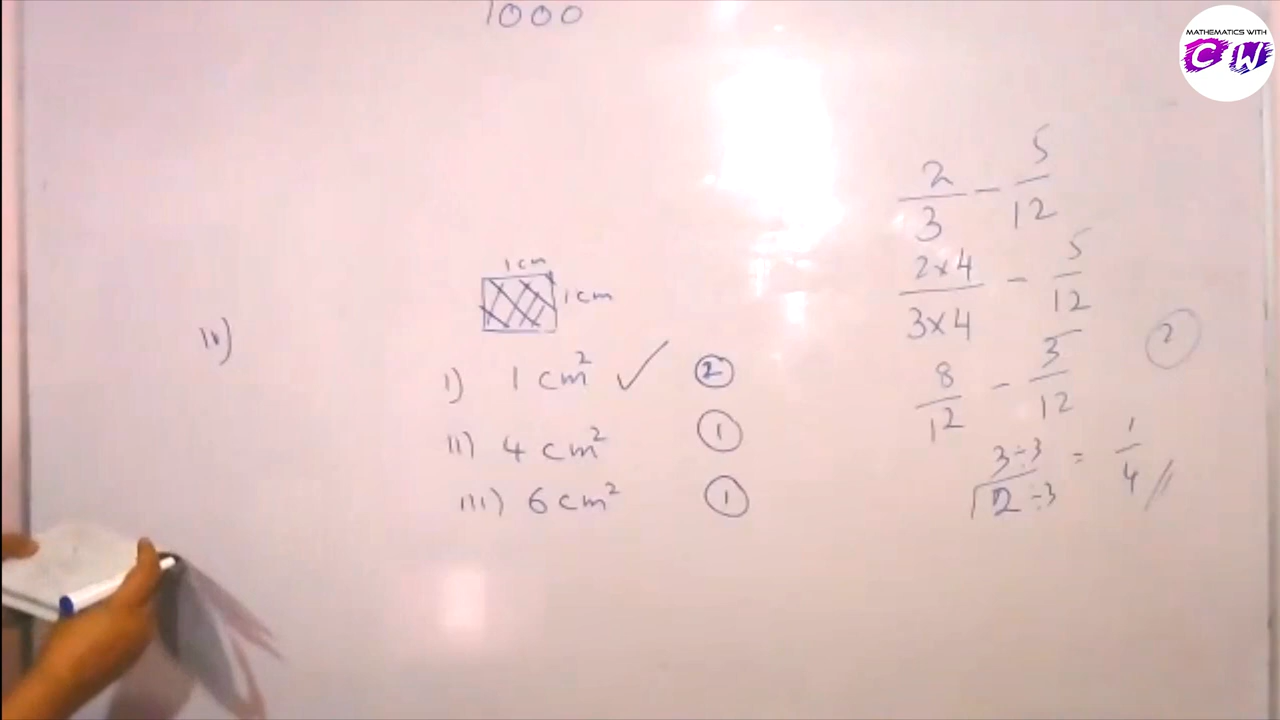 1000
MATHEMATICS WITH
CW
1cm
1cm
iv)
i) 1 cm² ✓ ②
ii) 4 cm² ①
iii) 6 cm² ①
2/3 - 5/12
2×4/3×4 - 5/12
8/12 - 5/12
②
3÷3/12÷3 = 1/4 //